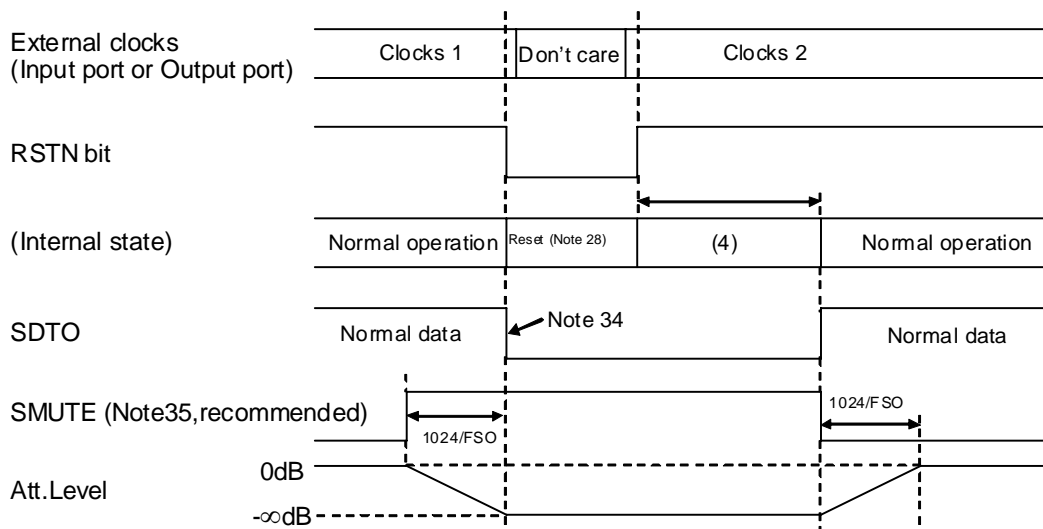 External clocks
(Input port or Output port)
Clocks 1
Don't care
Clocks 2
RSTN bit
(Internal state)
Normal operation
Reset (Note 28)
(4)
Normal operation
SDTO
Normal data
Note 34
Normal data
SMUTE (Note35,recommended)
1024/FSO
1024/FSO
Att.Level
0dB
-∞dB